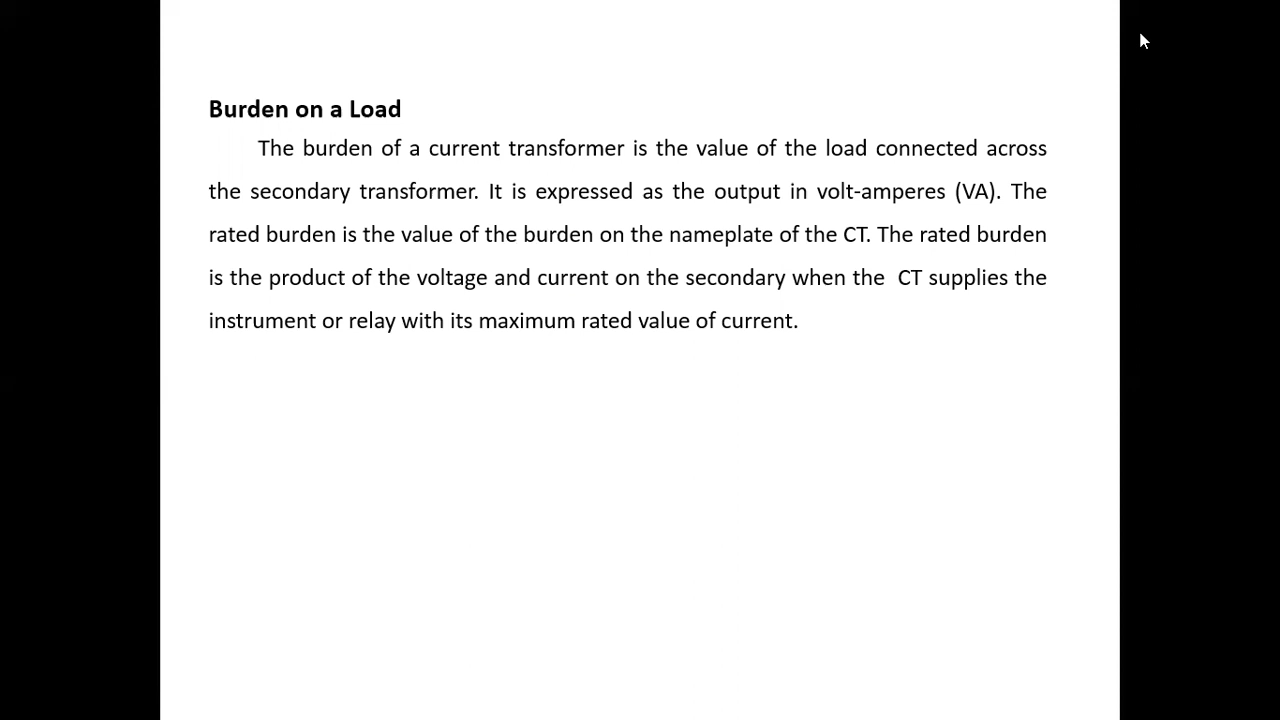 Burden on a Load
The burden of a current transformer is the value of the load connected across
the secondary transformer. It is expressed as the output in volt-amperes (VA). The
rated burden is the value of the burden on the nameplate of the CT. The rated burden
is the product of the voltage and current on the secondary when the  CT supplies the
instrument or relay with its maximum rated value of current.